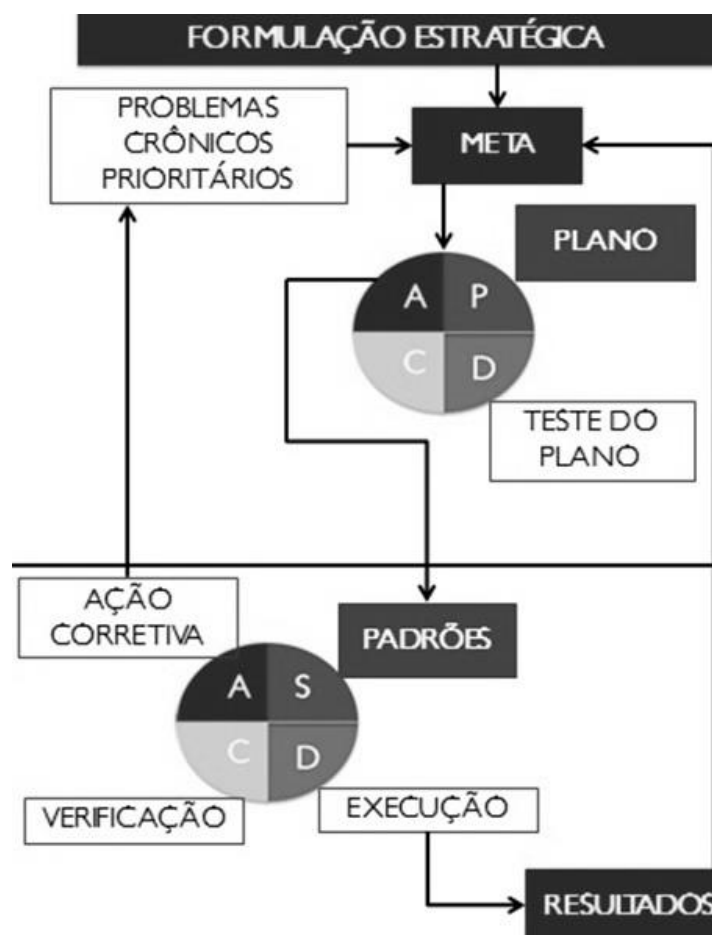 FORMULAÇÃO ESTRATÉGICA
PROBLEMAS
CRÔNICOS
PRIORITÁRIOS
META
PLANO
A P
C D
TESTE DO
PLANO
AÇÃO
CORRETIVA
PADRÕES
A S
C D
VERIFICAÇÃO
EXECUÇÃO
RESULTADOS